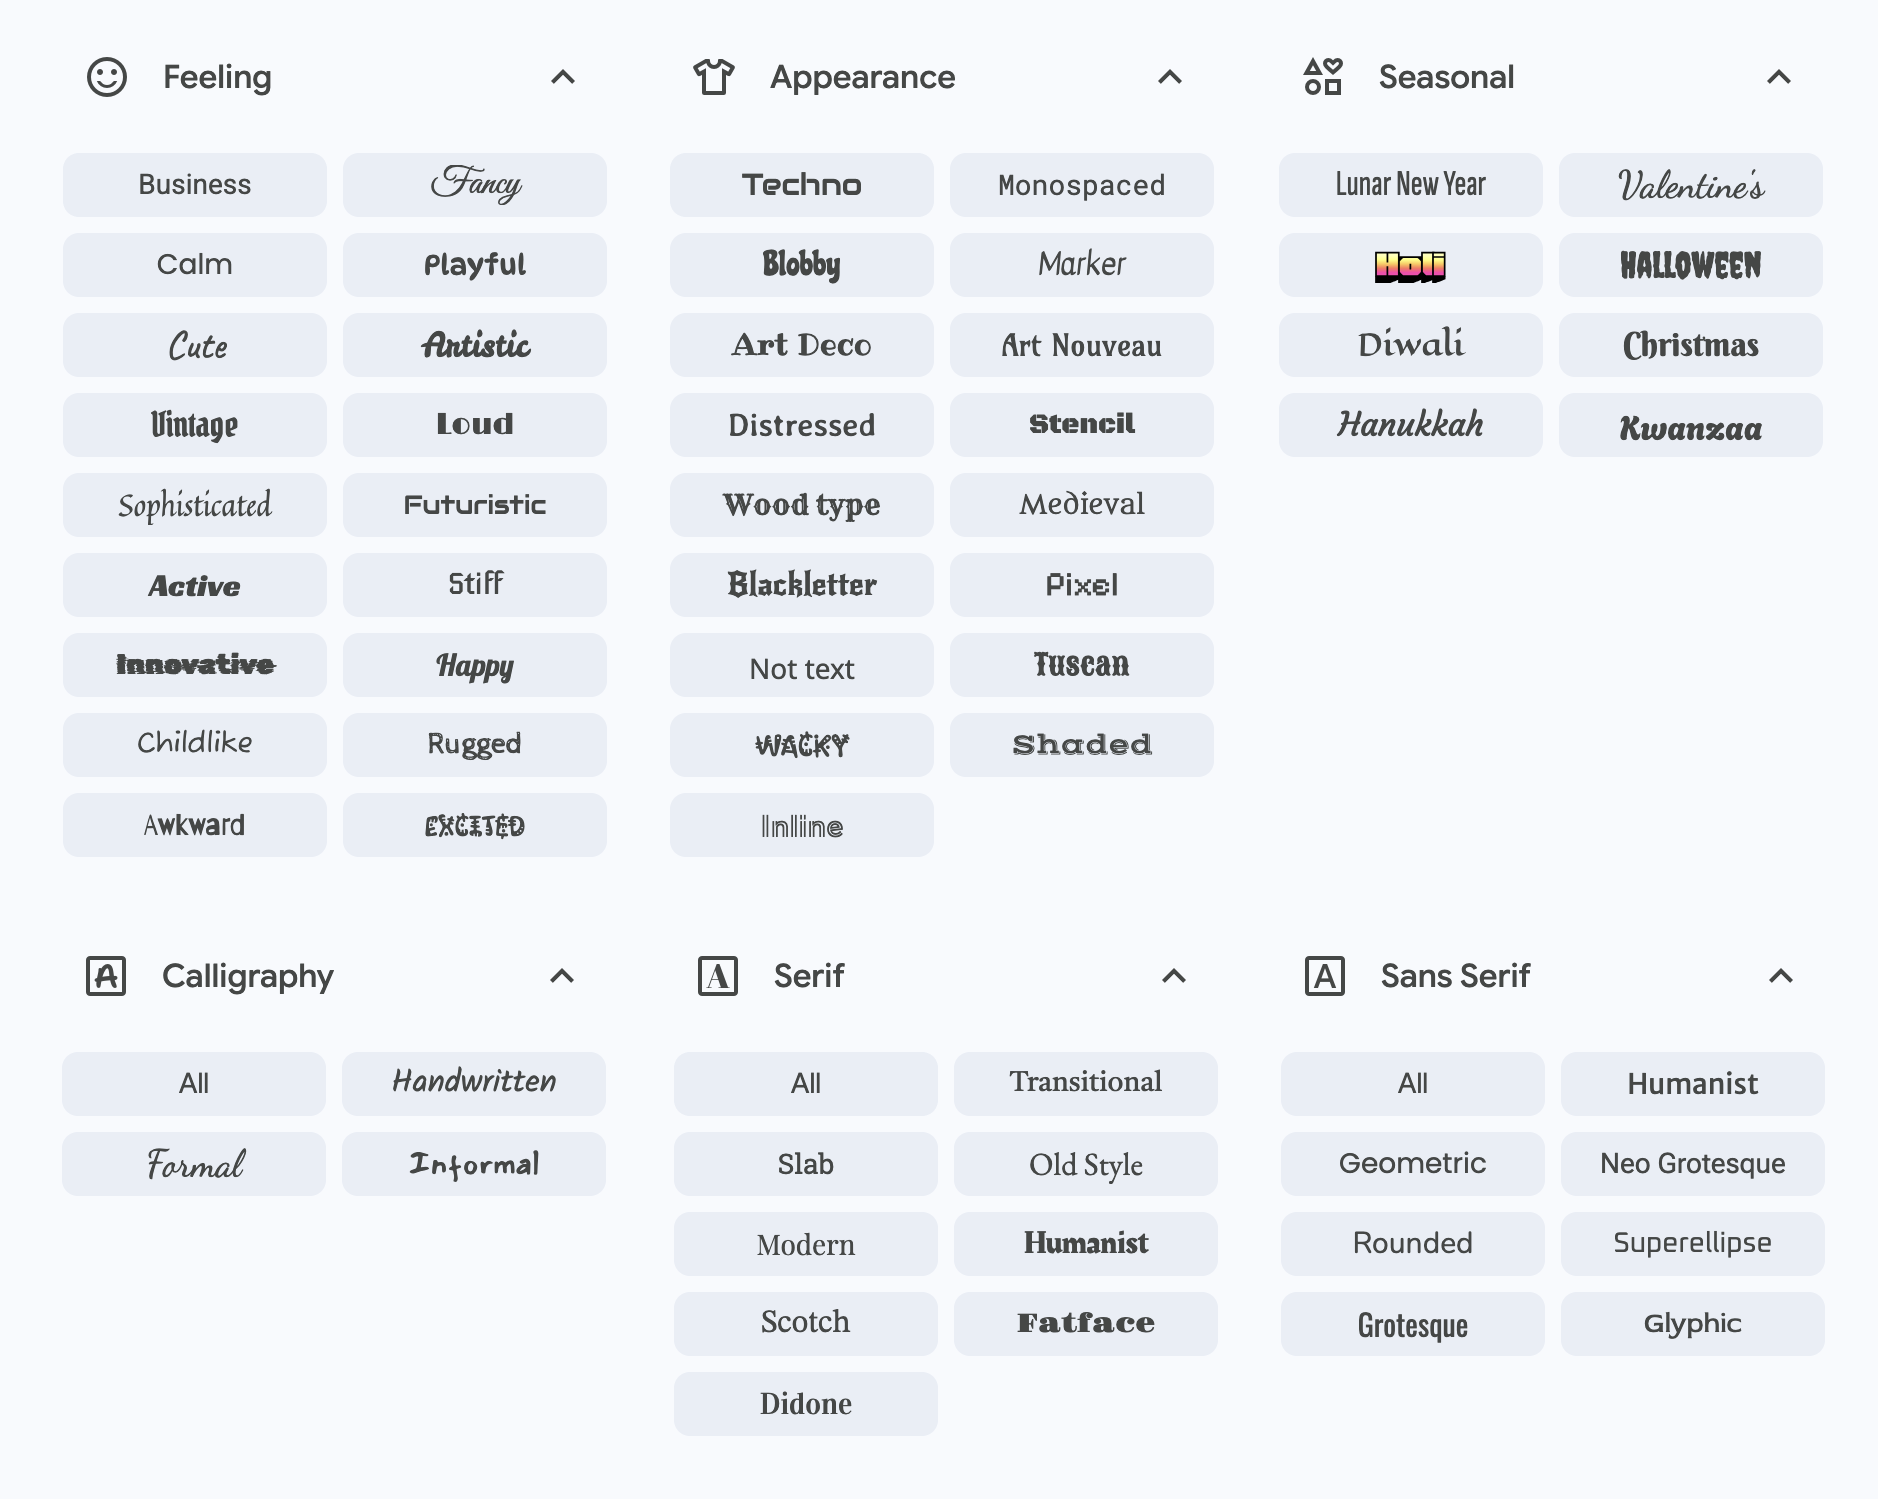 Feeling
Business
Fancy
Calm
Playful
Cute
Artistic
Vintage
Loud
Sophisticated
Futuristic
Active
Stiff
Innovative
Happy
Childlike
Rugged
Awkward
EXCITED
Appearance
Techno
Monospaced
Blobby
Marker
Art Deco
Art Nouveau
Distressed
Stencil
Wood type
Medieval
Blackletter
Pixel
Not text
Tuscan
WACKY
Shaded
Inline
Seasonal
Lunar New Year
Valentine's
Holi
HALLOWEEN
Diwali
Christmas
Hanukkah
Kwanzaa
Calligraphy
All
Handwritten
Formal
Informal
Serif
All
Transitional
Slab
Old Style
Modern
Humanist
Scotch
Fatface
Didone
Sans Serif
All
Humanist
Geometric
Neo Grotesque
Rounded
Superellipse
Grotesque
Glyphic